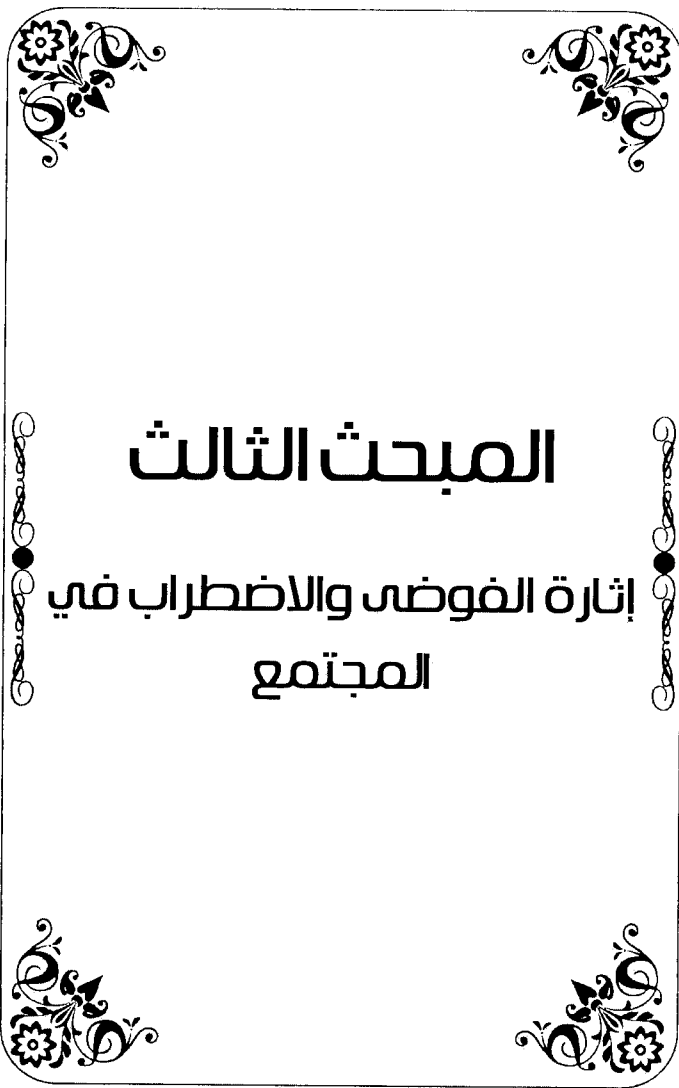 المبحث الثالث
إثارة الفوضى والاضطراب في
المجتمع